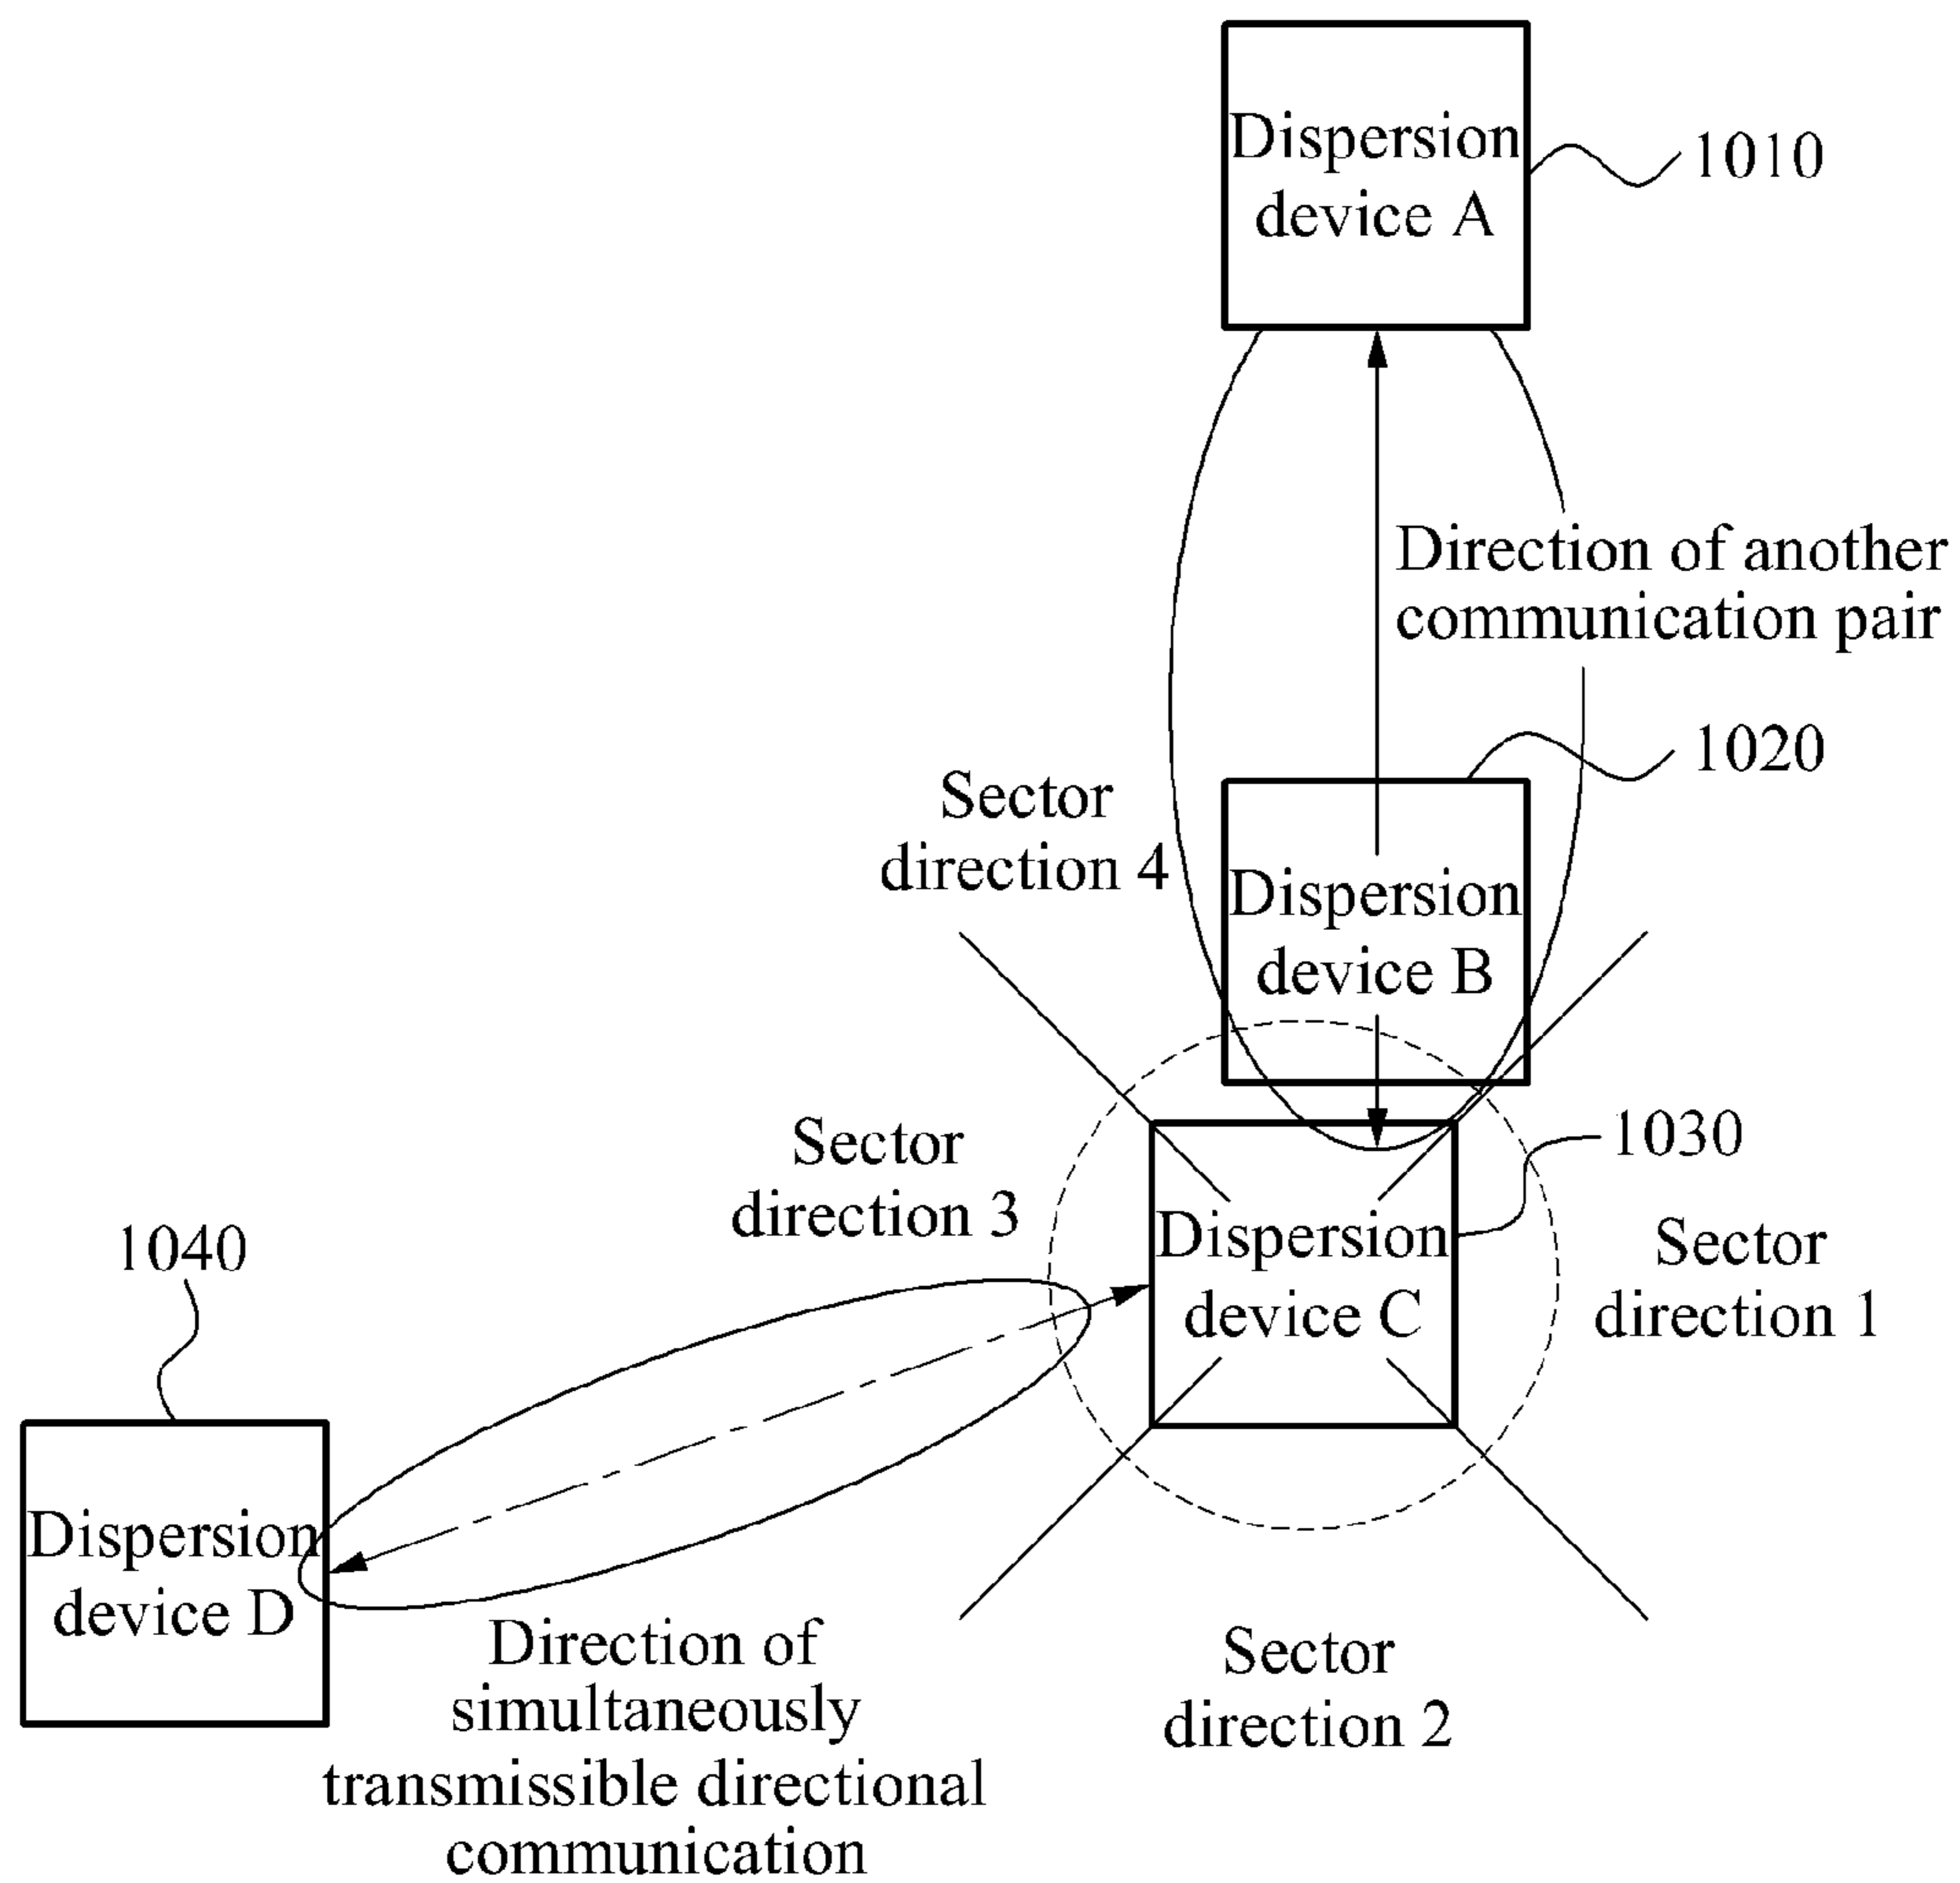 Dispersion
device A
1010
Direction of another
communication pair
1020
Sector
direction 4
Dispersion
device B
1030
Sector
direction 3
Dispersion
device C
Sector
direction 1
1040
Dispersion
device D
Direction of
simultaneously
transmissible directional
communication
Sector
direction 2